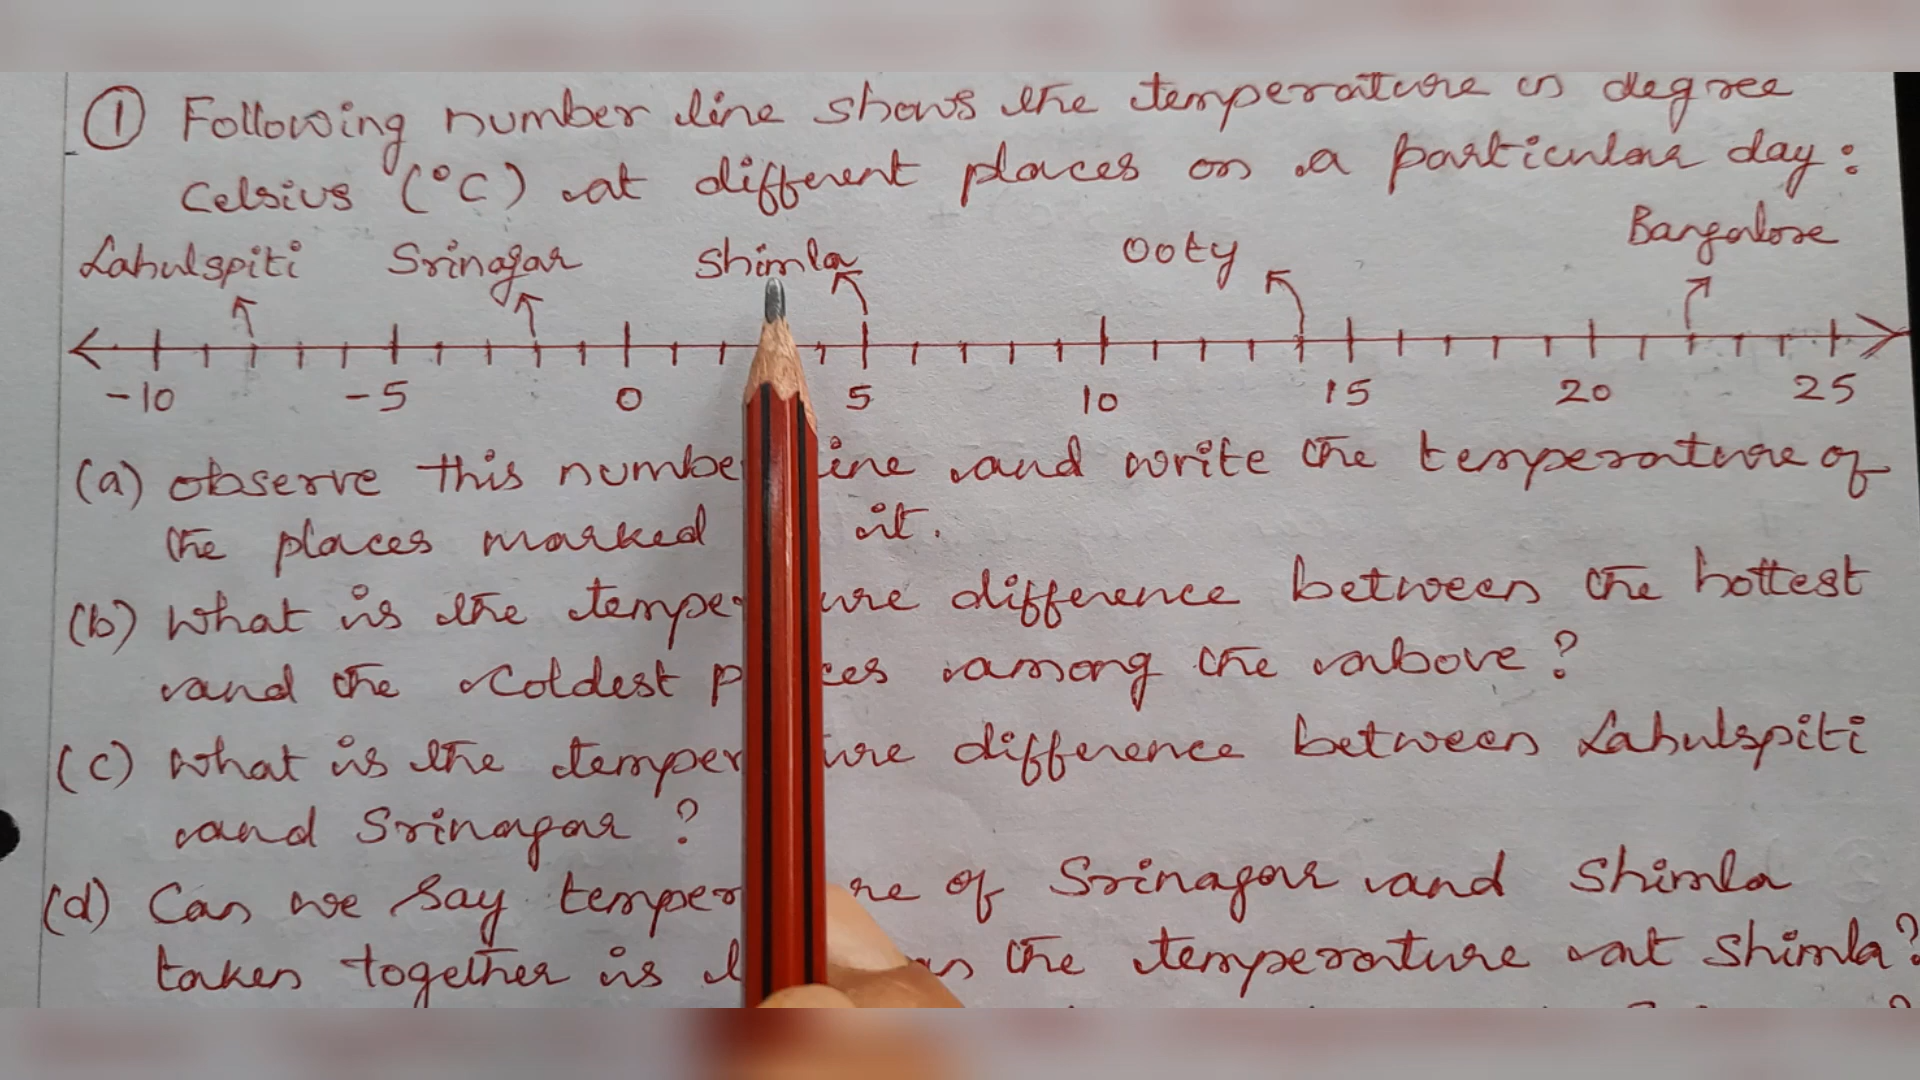 ① Following number line shows the temperature in degree
Celsius (°C) at different places on a particular day:
Lahulspiti Srinagar Shimla Ooty Bangalore
-10 -5 0 5 10 15 20 25
(a) observe this numbe ine and write the temperature of
the places marked it.
(b) What is the tempe ure difference between the hottest
and the coldest p ces among the above?
(c) What is the temper ure difference between Lahulspiti
and Srinagar?
(d) Can we say temper re of Srinagar and Shimla
taken together is l an the temperature at Shimla?